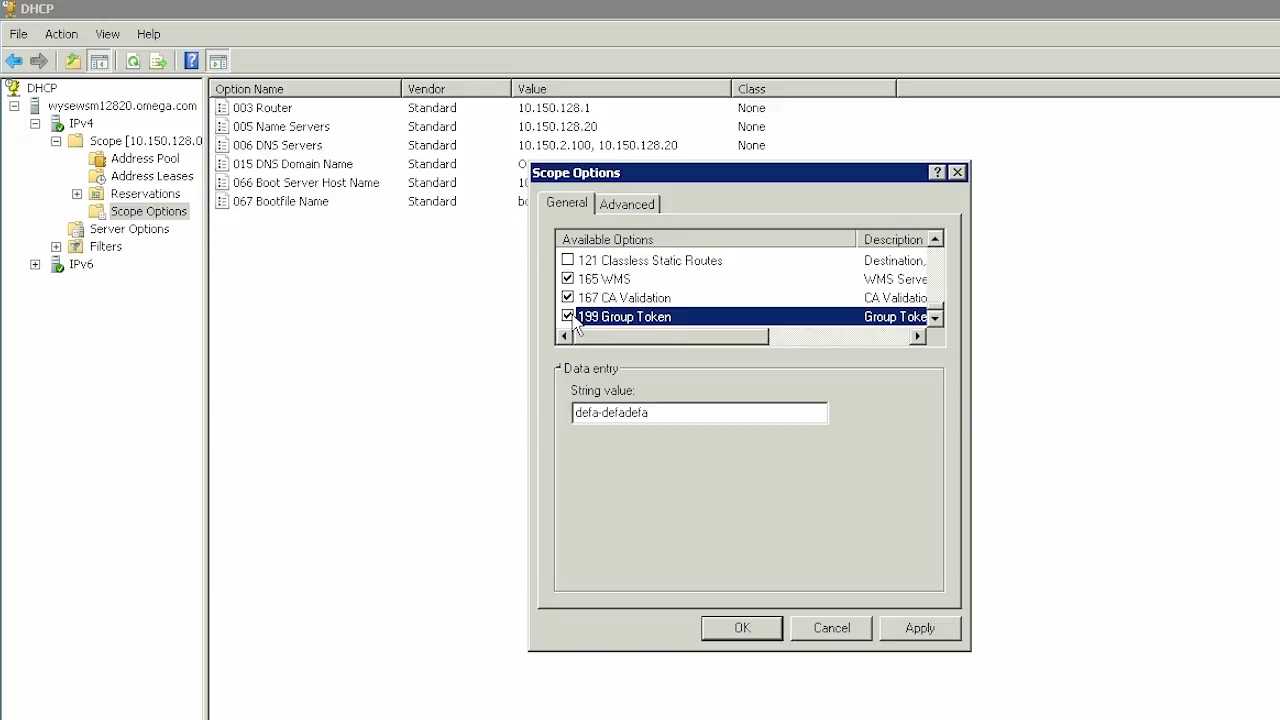 DHCP
File Action View Help
DHCP
wysewsm12820.omega.com
IPv4
Scope [10.150.128.0
Address Pool
Address Leases
Reservations
Scope Options
Server Options
Filters
IPv6
Option Name Vendor Value Class
003 Router Standard 10.150.128.1 None
005 Name Servers Standard 10.150.128.20 None
006 DNS Servers Standard 10.150.2.100, 10.150.128.20 None
015 DNS Domain Name Standard
066 Boot Server Host Name Standard 10
067 Bootfile Name Standard
Scope Options
General Advanced
Available Options Description
121 Classless Static Routes Destination,
165 WMS WMS Serve
167 CA Validation CA Validatio
199 Group Token Group Toke
Data entry
String value:
defa-defadefa
OK Cancel Apply